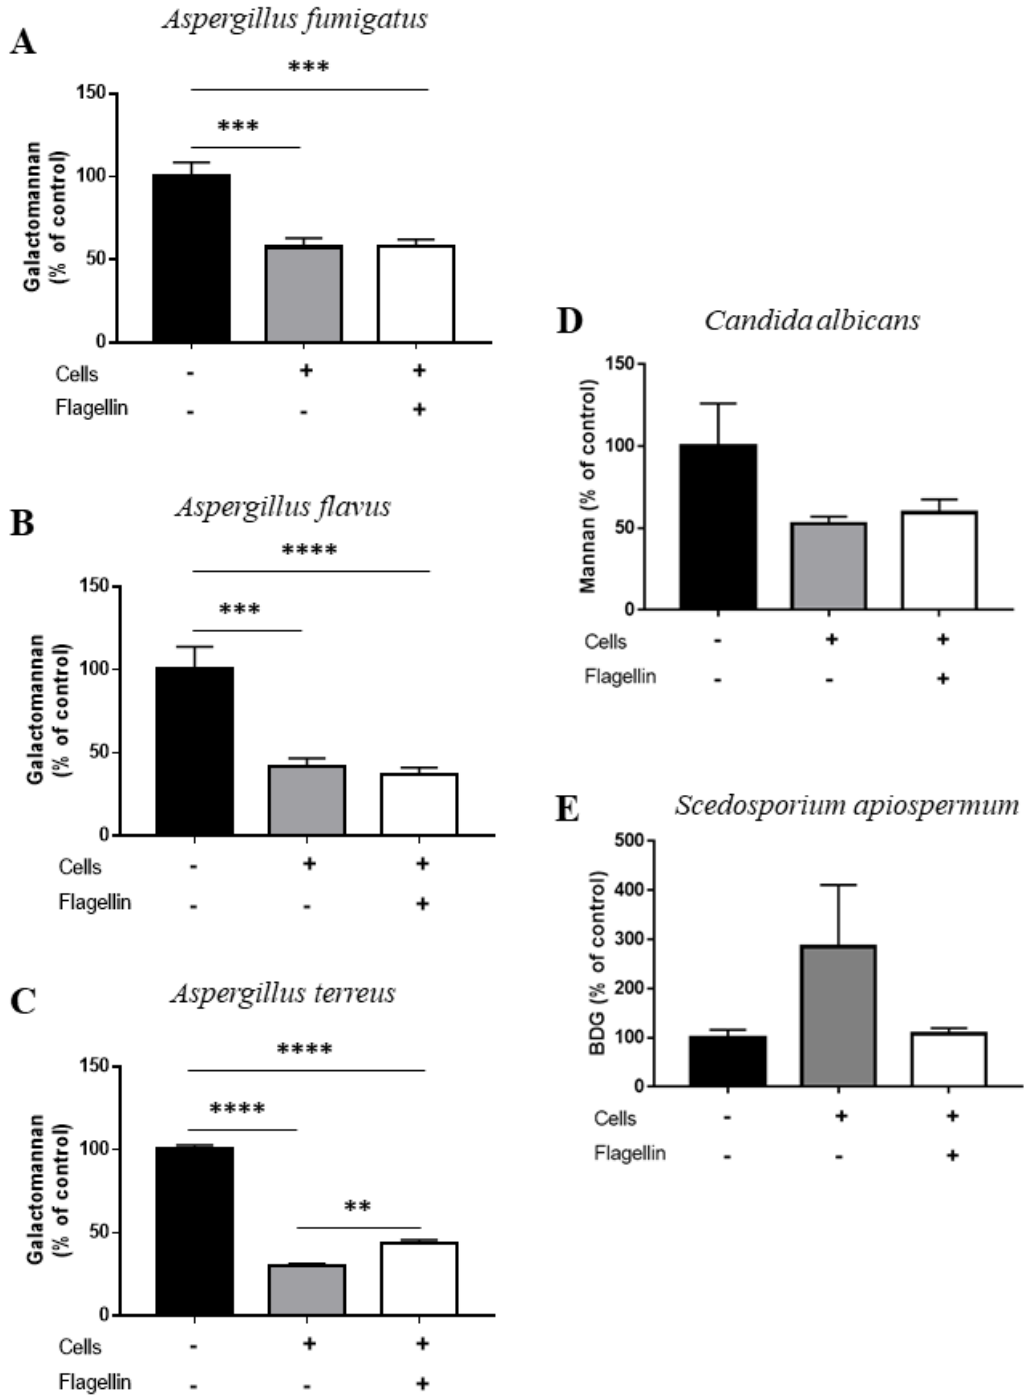 A
Aspergillus fumigatus
***
***
Galactomannan
(% of control)
150
100
50
0
Cells - + +
Flagellin - - +
B
Aspergillus flavus
****
***
Galactomannan
(% of control)
150
100
50
0
Cells - + +
Flagellin - - +
C
Aspergillus terreus
****
****
**
Galactomannan
(% of control)
150
100
50
0
Cells - + +
Flagellin - - +
D
Candida albicans
Mannan (% of control)
150
100
50
0
Cells - + +
Flagellin - - +
E
Scedosporium apiospermum
BDG (% of control)
500
400
300
200
100
0
Cells - + +
Flagellin - - +